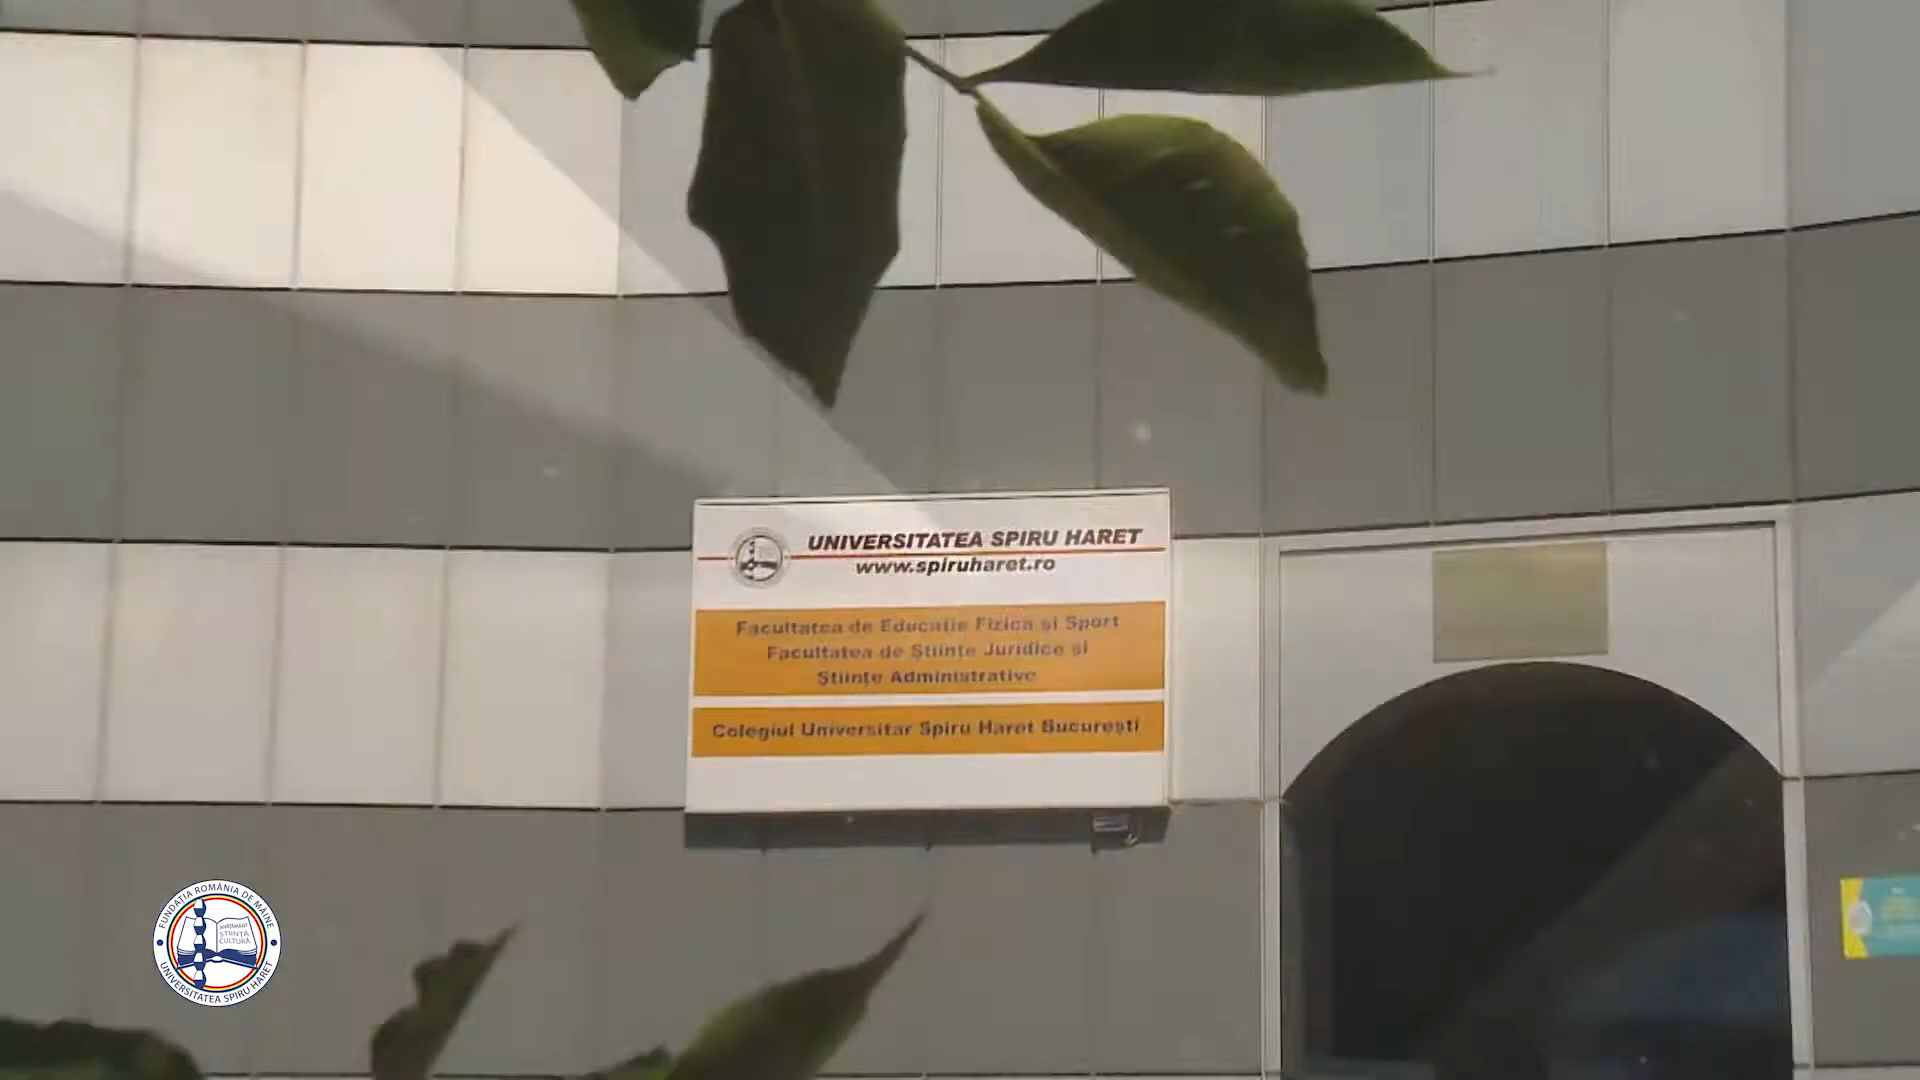 UNIVERSITATEA SPIRU HARET
www.spiruharet.ro
Facultatea de Educație Fizică și Sport
Facultatea de Științe Juridice și
Științe Administrative
Colegiul Universitar Spiru Haret București
FUNDAȚIA ROMÂNIA DE MÂINE
ÎNVĂȚĂMÂNT
ȘTIINȚĂ
CULTURĂ
UNIVERSITATEA SPIRU HARET